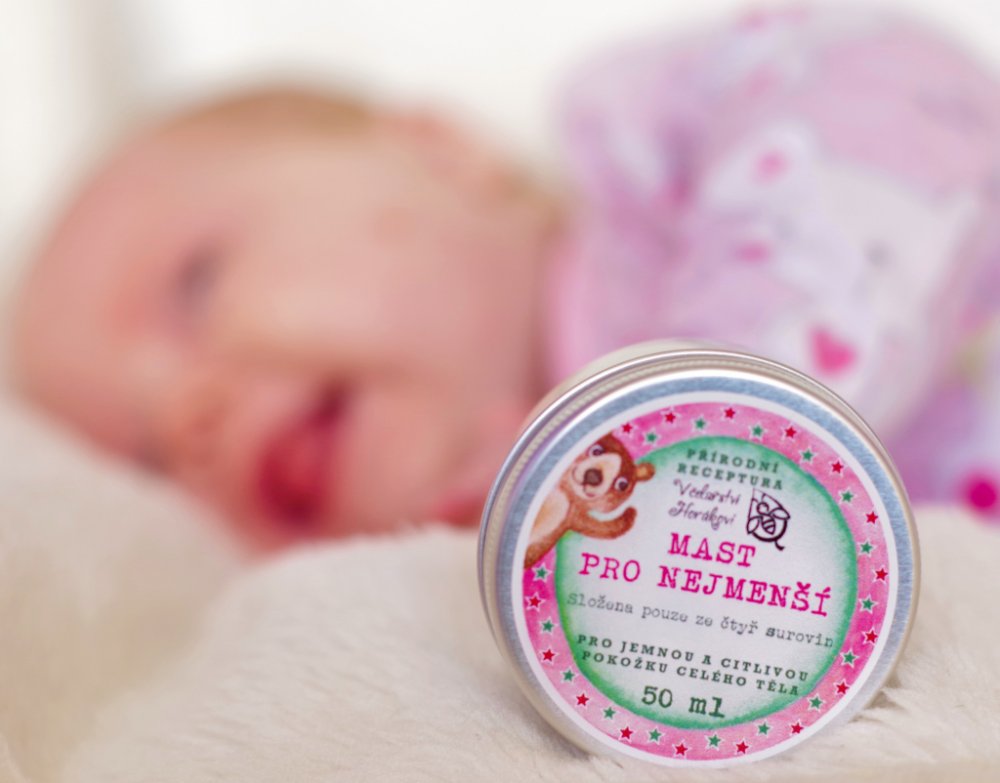 PŘÍRODNÍ
RECEPTURA
Včelařství
Horákovi
MAST
PRO NEJMENŠÍ
Složena pouze ze čtyř surovin
PRO JEMNOU A CITLIVOU
POKOŽKU CELÉHO TĚLA
50 ml